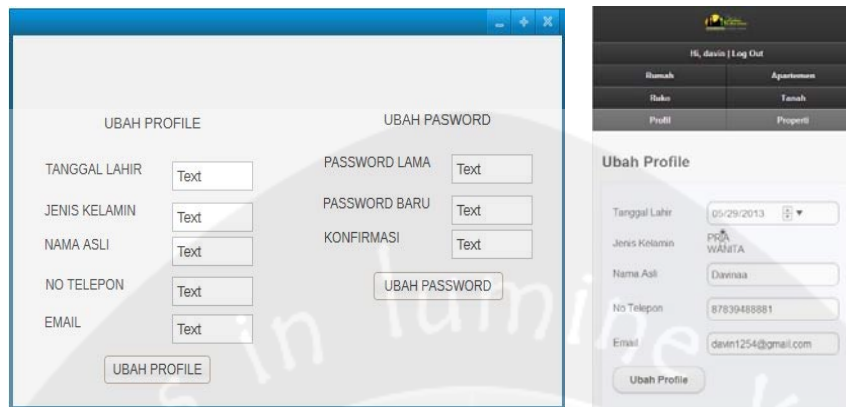 UBAH PROFILE
TANGGAL LAHIR Text
JENIS KELAMIN Text
NAMA ASLI Text
NO TELEPON Text
EMAIL Text
UBAH PROFILE
UBAH PASWORD
PASSWORD LAMA Text
PASSWORD BARU Text
KONFIRMASI Text
UBAH PASSWORD
s in lumine
Hi, davin | Log Out
Rumah Apartemen
Ruko Tanah
Profil Properti
Ubah Profile
Tanggal Lahir 05/29/2013
Jenis Kelamin PRIA
WANITA
Nama Asli Davinaa
No Telepon 87839488881
Email davin1254@gmail.com
Ubah Profile